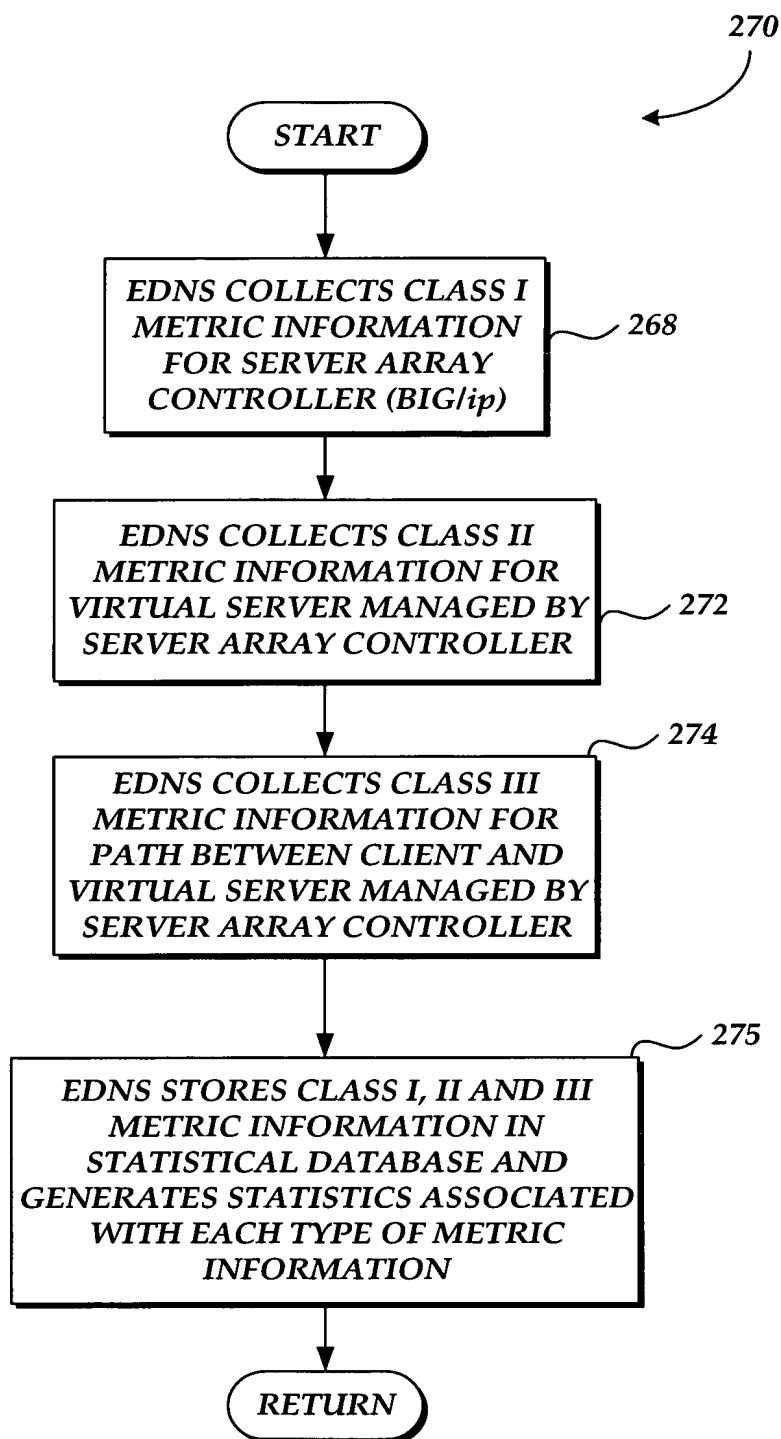 270
START
EDNS COLLECTS CLASS I
METRIC INFORMATION
FOR SERVER ARRAY
CONTROLLER (BIG/ip)
268
EDNS COLLECTS CLASS II
METRIC INFORMATION FOR
VIRTUAL SERVER MANAGED BY
SERVER ARRAY CONTROLLER
272
274
EDNS COLLECTS CLASS III
METRIC INFORMATION FOR
PATH BETWEEN CLIENT AND
VIRTUAL SERVER MANAGED BY
SERVER ARRAY CONTROLLER
275
EDNS STORES CLASS I, II AND III
METRIC INFORMATION IN
STATISTICAL DATABASE AND
GENERATES STATISTICS ASSOCIATED
WITH EACH TYPE OF METRIC
INFORMATION
RETURN